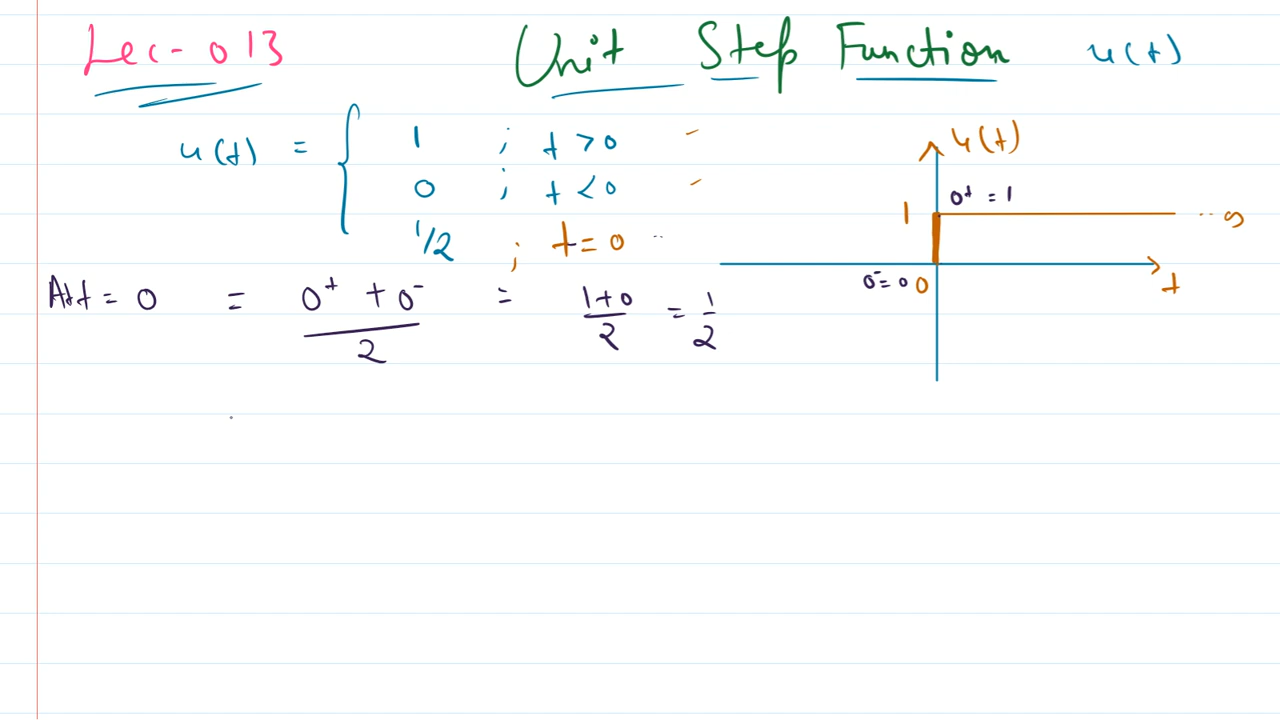 Lec- 013 Unit Step Function u(t)
u(t) = { 1 ; t > 0
0 ; t < 0
1/2 ; t = 0
At t = 0 = (0⁺ + 0⁻)/2 = (1+0)/2 = 1/2
u(t)
0⁺ = 1
1 ... ∞
0⁻ = 0 0 t